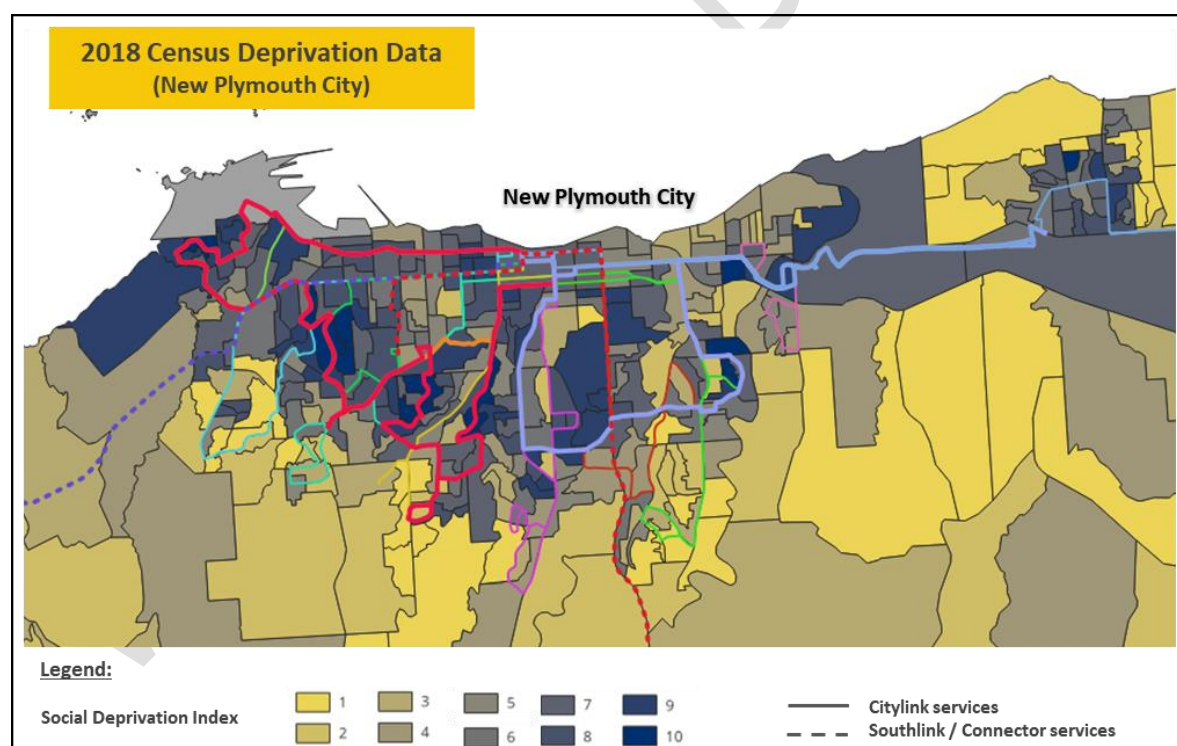 2018 Census Deprivation Data
(New Plymouth City)
New Plymouth City
Legend:
Social Deprivation Index
1 3 5 7 9
2 4 6 8 10
Citylink services
Southlink / Connector services